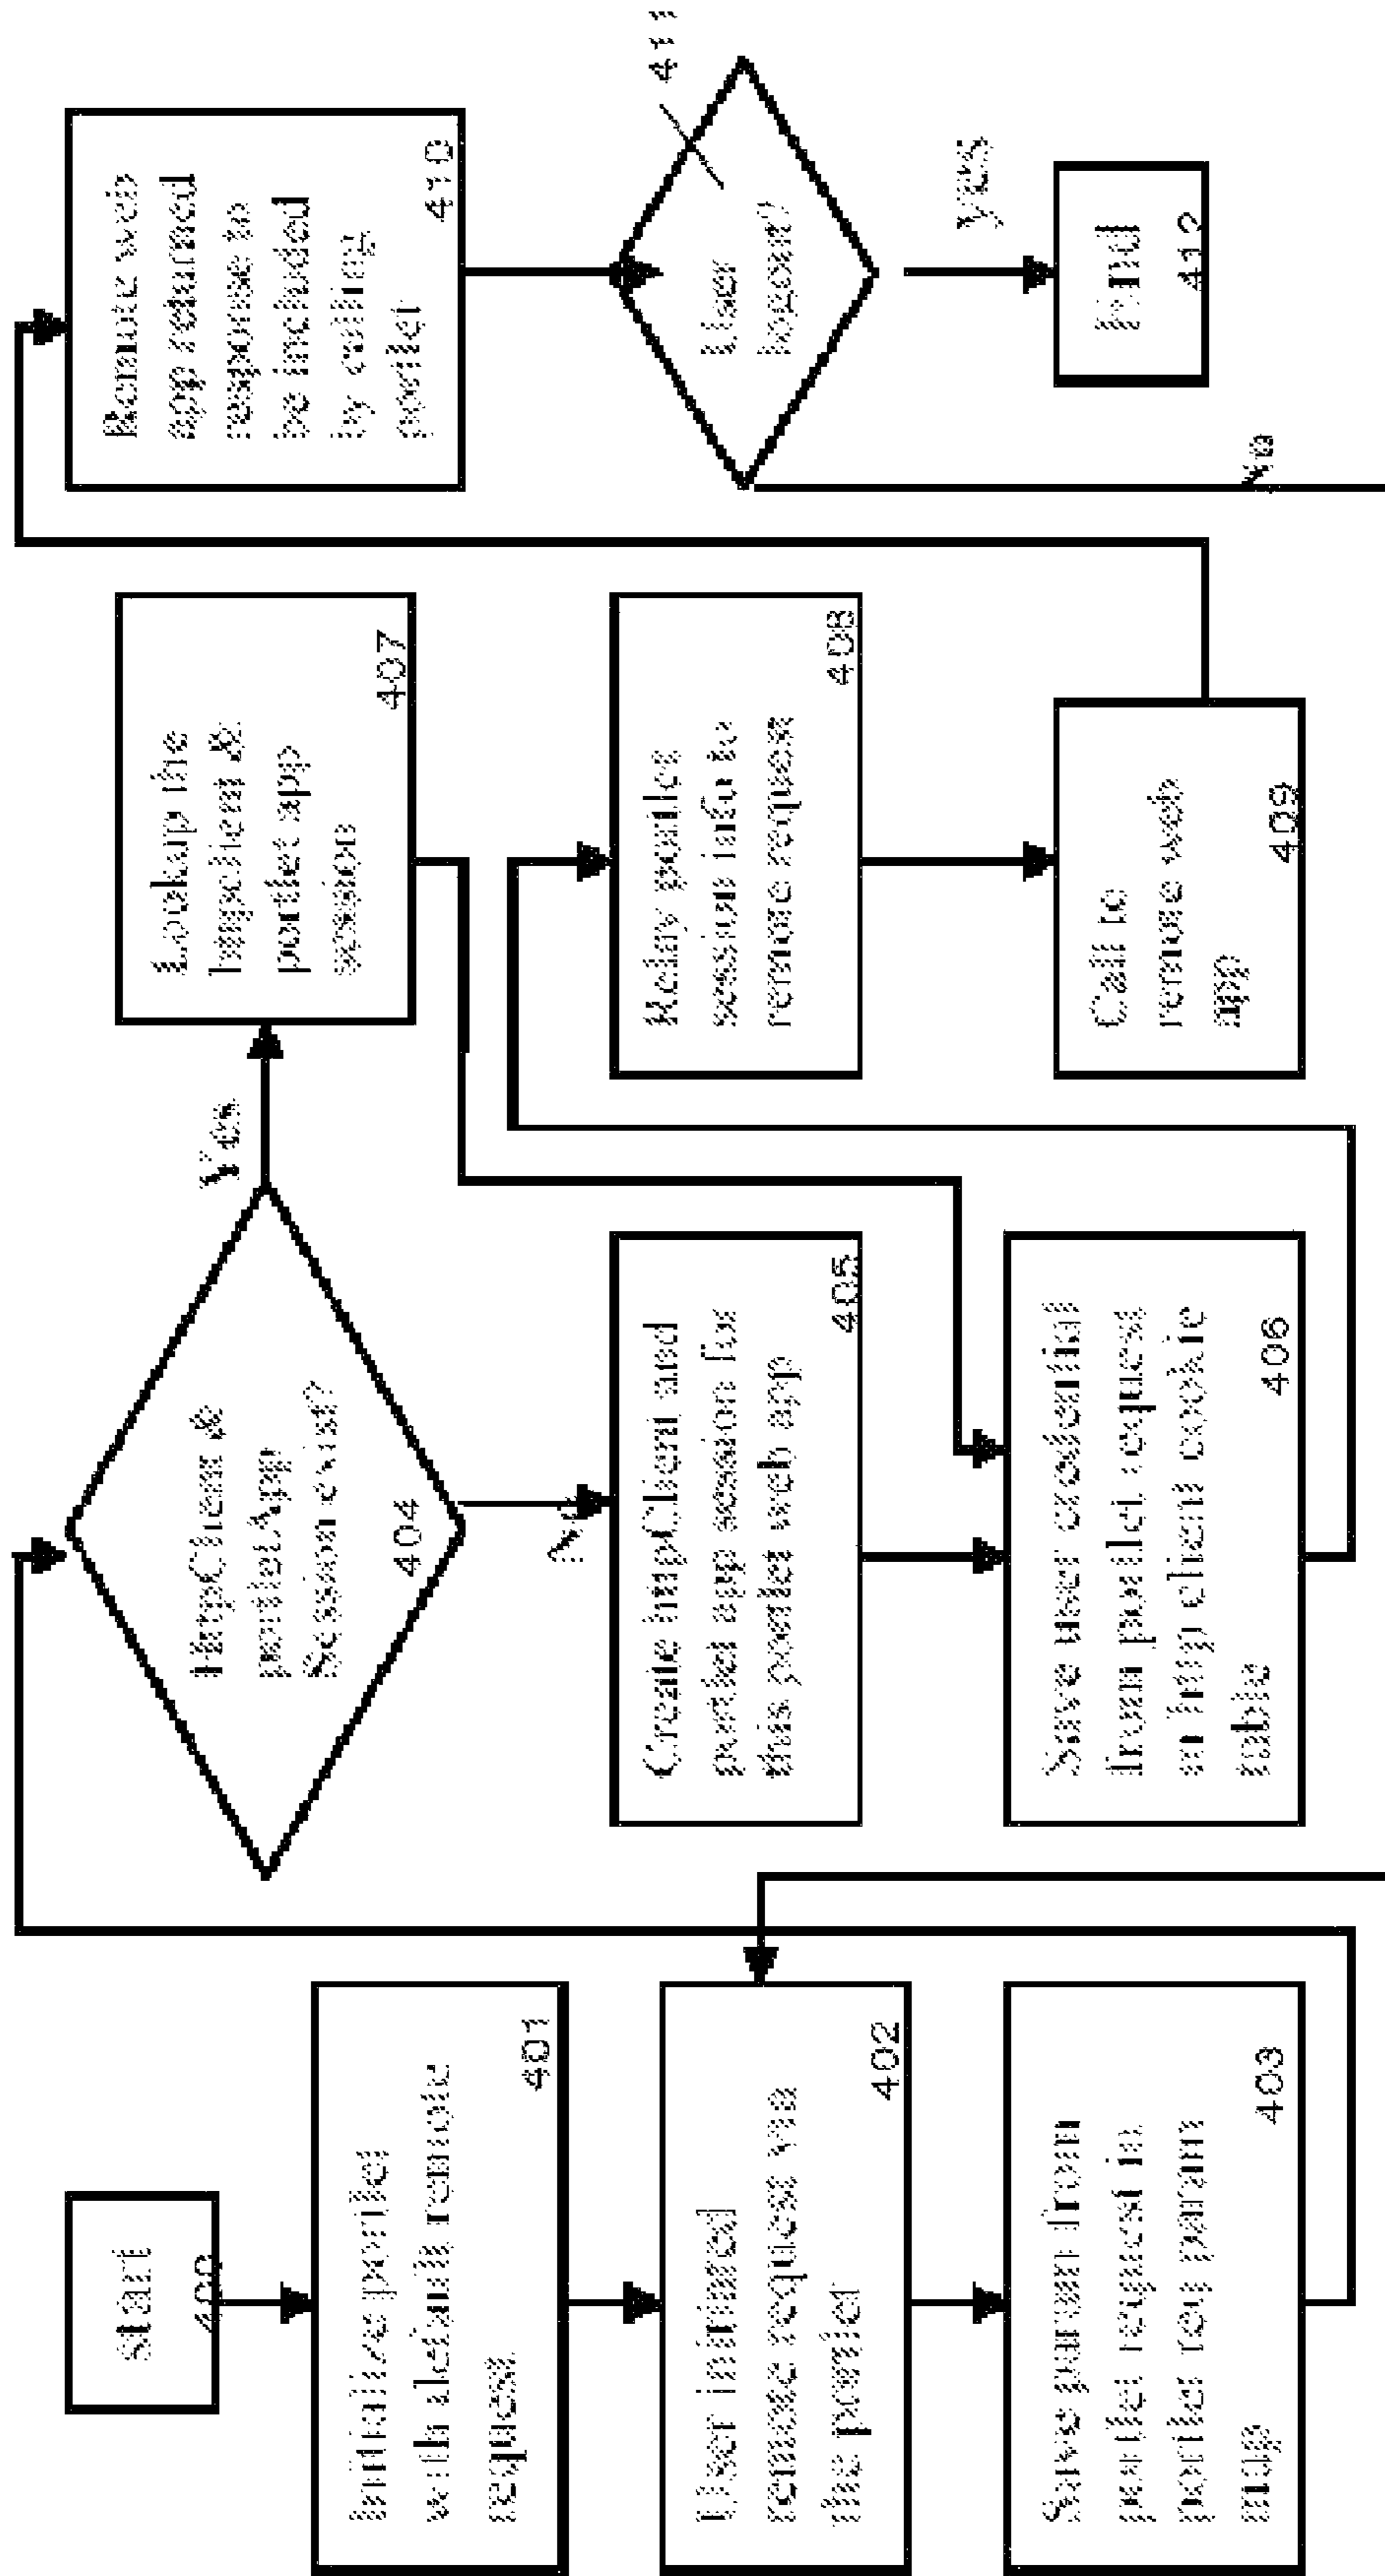 start
400
Initialize portlet
with default remote
request
401
User initiated
remote request via
the portlet
402
Save param from
portlet request in
portlet req param
map
403
HttpClient &
portletApp
Session exist?
404
Yes
No
Lookup the
httpclient &
portlet app
session
407
Create httpClient and
portlet app session for
this portlet web app
405
Save user credential
from portlet request
in http client cookie
table
406
Relay portlet
session info to
remote request
408
Call to
remote web
app
409
Remote web
app returned
response to
be included
by calling
portlet
410
User
logout?
411
yes
No
End
412